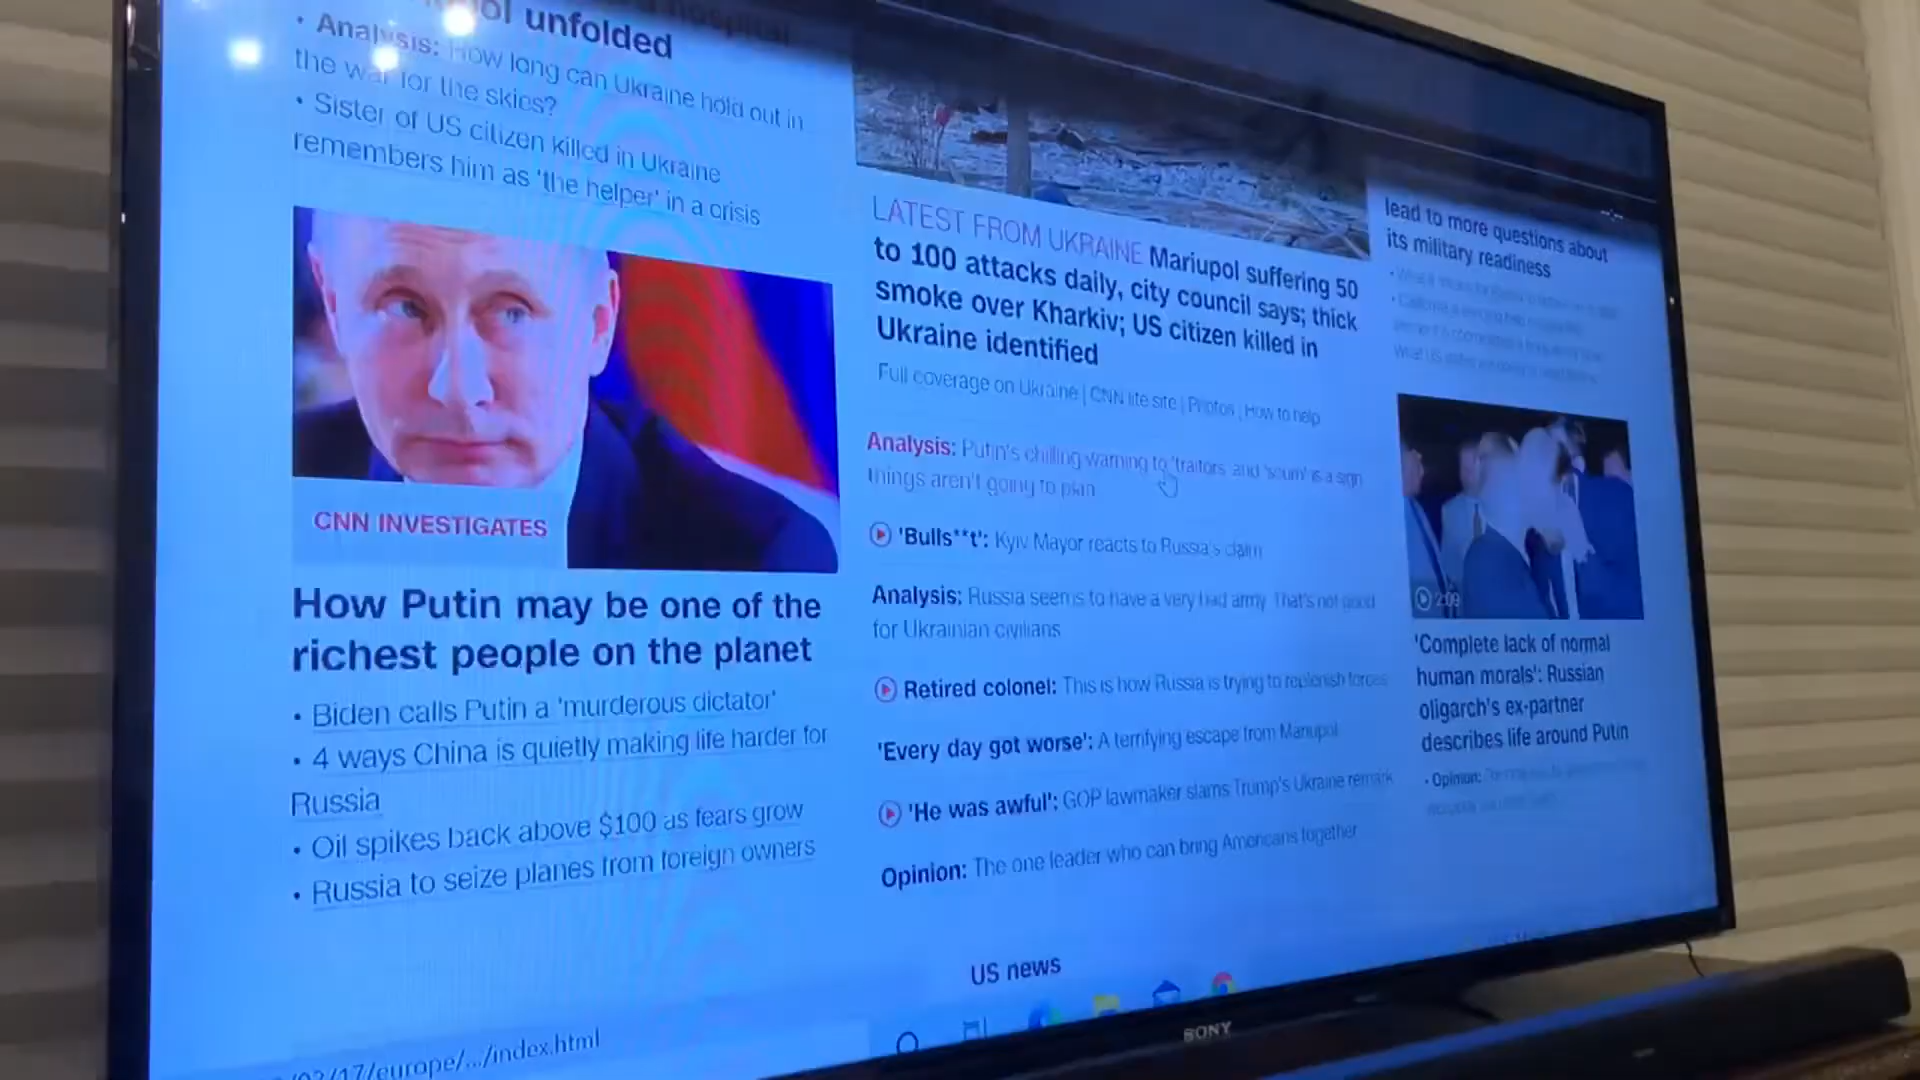 unfolded
• Analysis: How long can Ukraine hold out in
the war for the skies?
• Sister of US citizen killed in Ukraine
remembers him as 'the helper' in a crisis
CNN INVESTIGATES
How Putin may be one of the
richest people on the planet
• Biden calls Putin a 'murderous dictator'
• 4 ways China is quietly making life harder for
Russia
• Oil spikes back above $100 as fears grow
• Russia to seize planes from foreign owners
LATEST FROM UKRAINE Mariupol suffering 50
to 100 attacks daily, city council says; thick
smoke over Kharkiv; US citizen killed in
Ukraine identified
Full coverage on Ukraine | CNN lite site | Photos | How to help
Analysis: Putin's chilling warning to 'traitors' and 'scum' is a sign
things aren't going to plan
'Bulls**t': Kyiv Mayor reacts to Russia's claim
Analysis: Russia seems to have a very bad army. That's not good
for Ukrainian civilians
Retired colonel: This is how Russia is trying to replenish forces
'Every day got worse': A terrifying escape from Mariupol
'He was awful': GOP lawmaker slams Trump's Ukraine remark
Opinion: The one leader who can bring Americans together
US news
lead to more questions about
its military readiness
2:09
'Complete lack of normal
human morals': Russian
oligarch's ex-partner
describes life around Putin
• Opinion:
/03/17/europe/.../index.html
SONY